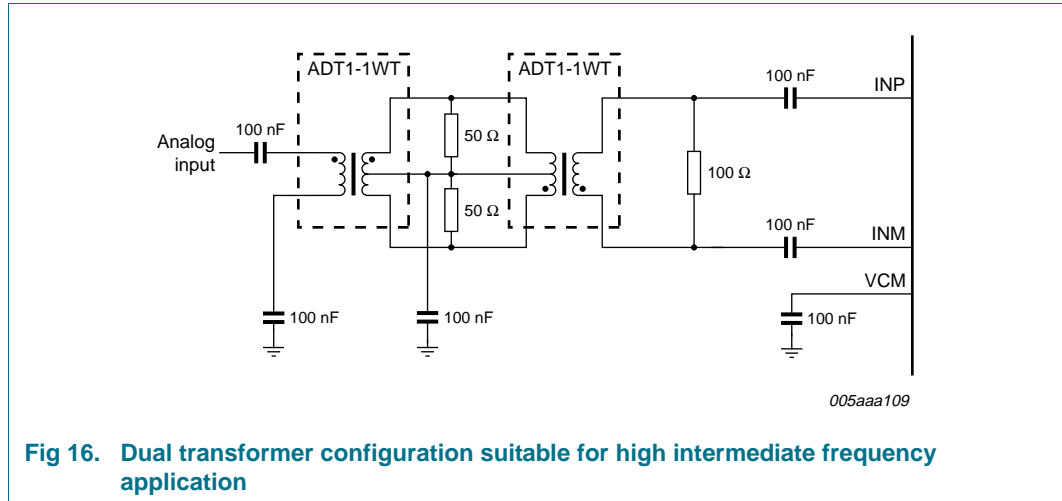 ADT1-1WT
ADT1-1WT
100 nF
INP
Analog
input
100 nF
50 Ω
50 Ω
100 Ω
100 nF
INM
VCM
100 nF
100 nF
100 nF
005aaa109
Fig 16. Dual transformer configuration suitable for high intermediate frequency
application